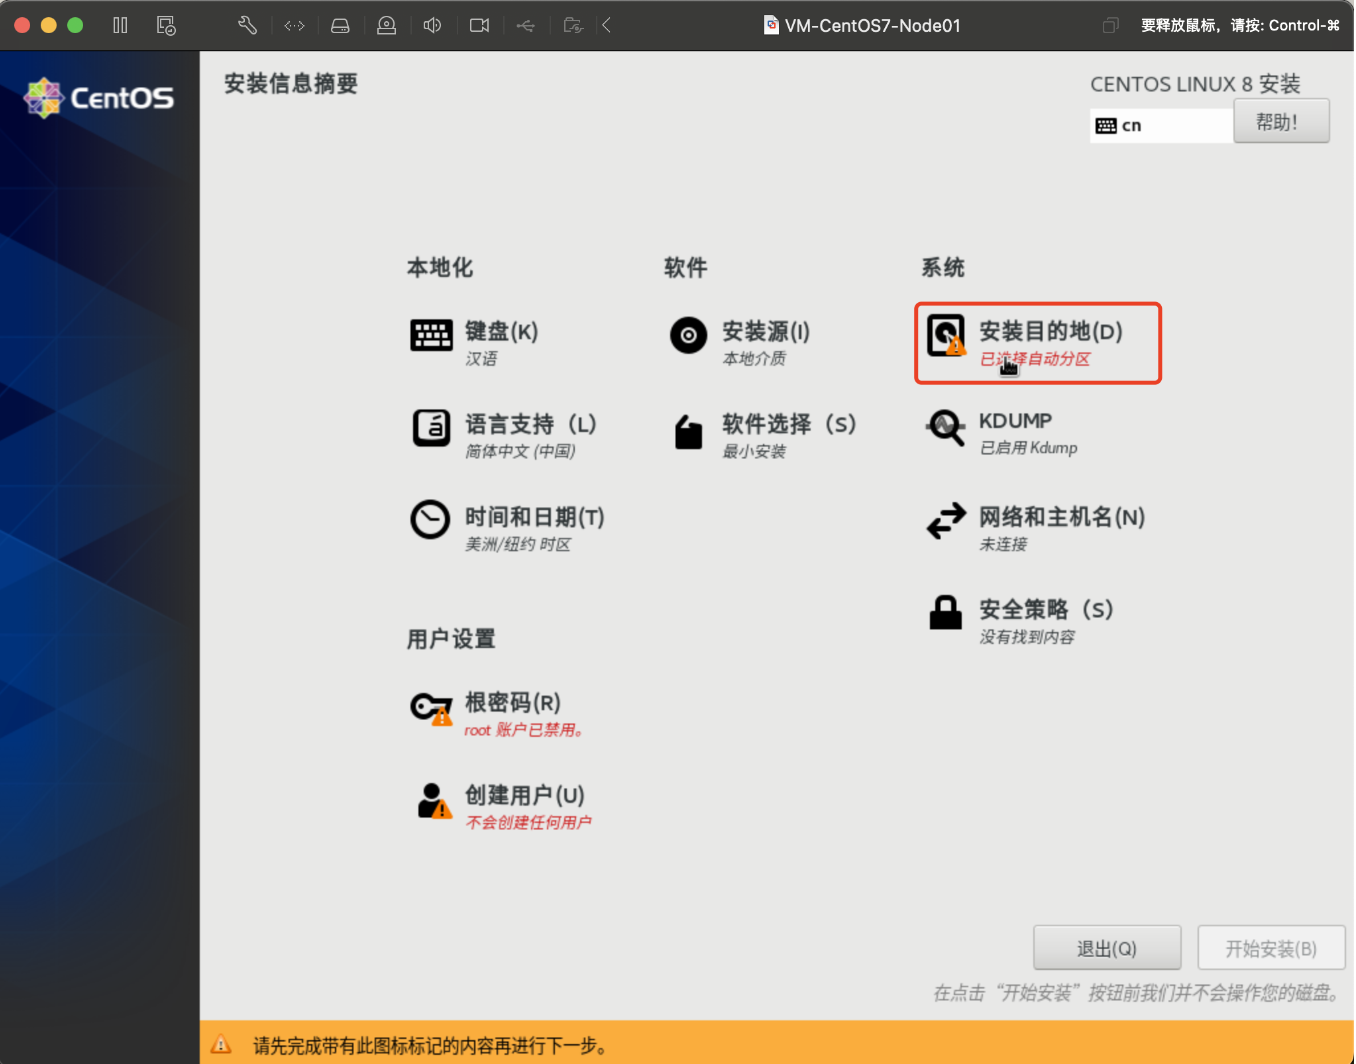 VM-CentOS7-Node01
要释放鼠标，请按: Control-⌘
CentOS
安装信息摘要
CENTOS LINUX 8 安装
cn
帮助！
本地化
软件
系统
键盘(K)
汉语
安装源(I)
本地介质
安装目的地(D)
已选择自动分区
语言支持（L）
简体中文 (中国)
软件选择（S）
最小安装
KDUMP
已启用 Kdump
时间和日期(T)
美洲/纽约 时区
网络和主机名(N)
未连接
安全策略（S）
没有找到内容
用户设置
根密码(R)
root 账户已禁用。
创建用户(U)
不会创建任何用户
退出(Q)
开始安装(B)
在点击“开始安装”按钮前我们并不会操作您的磁盘。
请先完成带有此图标标记的内容再进行下一步。